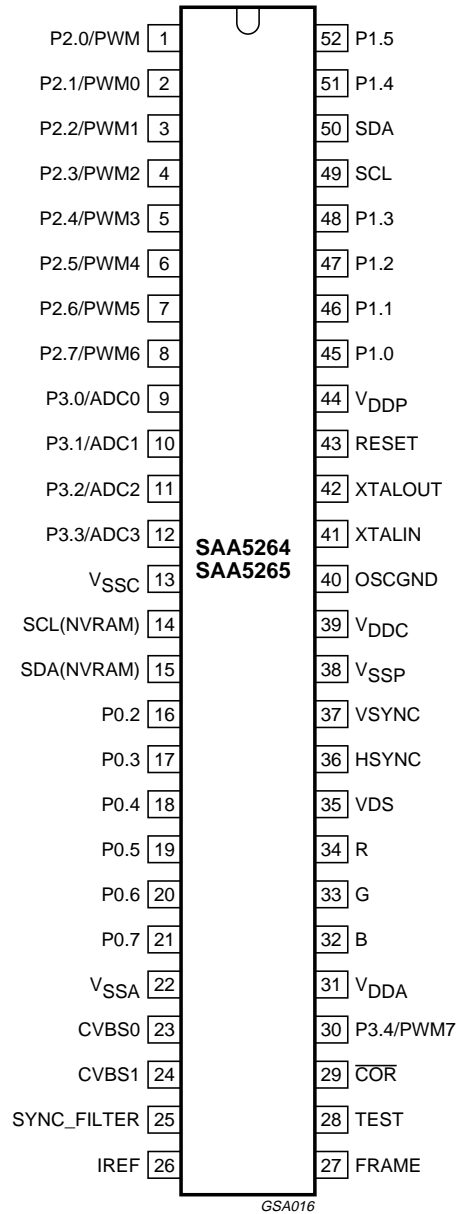 P2.0/PWM 1 52 P1.5
P2.1/PWM0 2 51 P1.4
P2.2/PWM1 3 50 SDA
P2.3/PWM2 4 49 SCL
P2.4/PWM3 5 48 P1.3
P2.5/PWM4 6 47 P1.2
P2.6/PWM5 7 46 P1.1
P2.7/PWM6 8 45 P1.0
P3.0/ADC0 9 44 VDDP
P3.1/ADC1 10 43 RESET
P3.2/ADC2 11 42 XTALOUT
P3.3/ADC3 12 41 XTALIN
SAA5264
SAA5265
VSSC 13 40 OSCGND
SCL(NVRAM) 14 39 VDDC
SDA(NVRAM) 15 38 VSSP
P0.2 16 37 VSYNC
P0.3 17 36 HSYNC
P0.4 18 35 VDS
P0.5 19 34 R
P0.6 20 33 G
P0.7 21 32 B
VSSA 22 31 VDDA
CVBS0 23 30 P3.4/PWM7
CVBS1 24 29 C̅O̅R̅
SYNC_FILTER 25 28 TEST
IREF 26 27 FRAME
GSA016